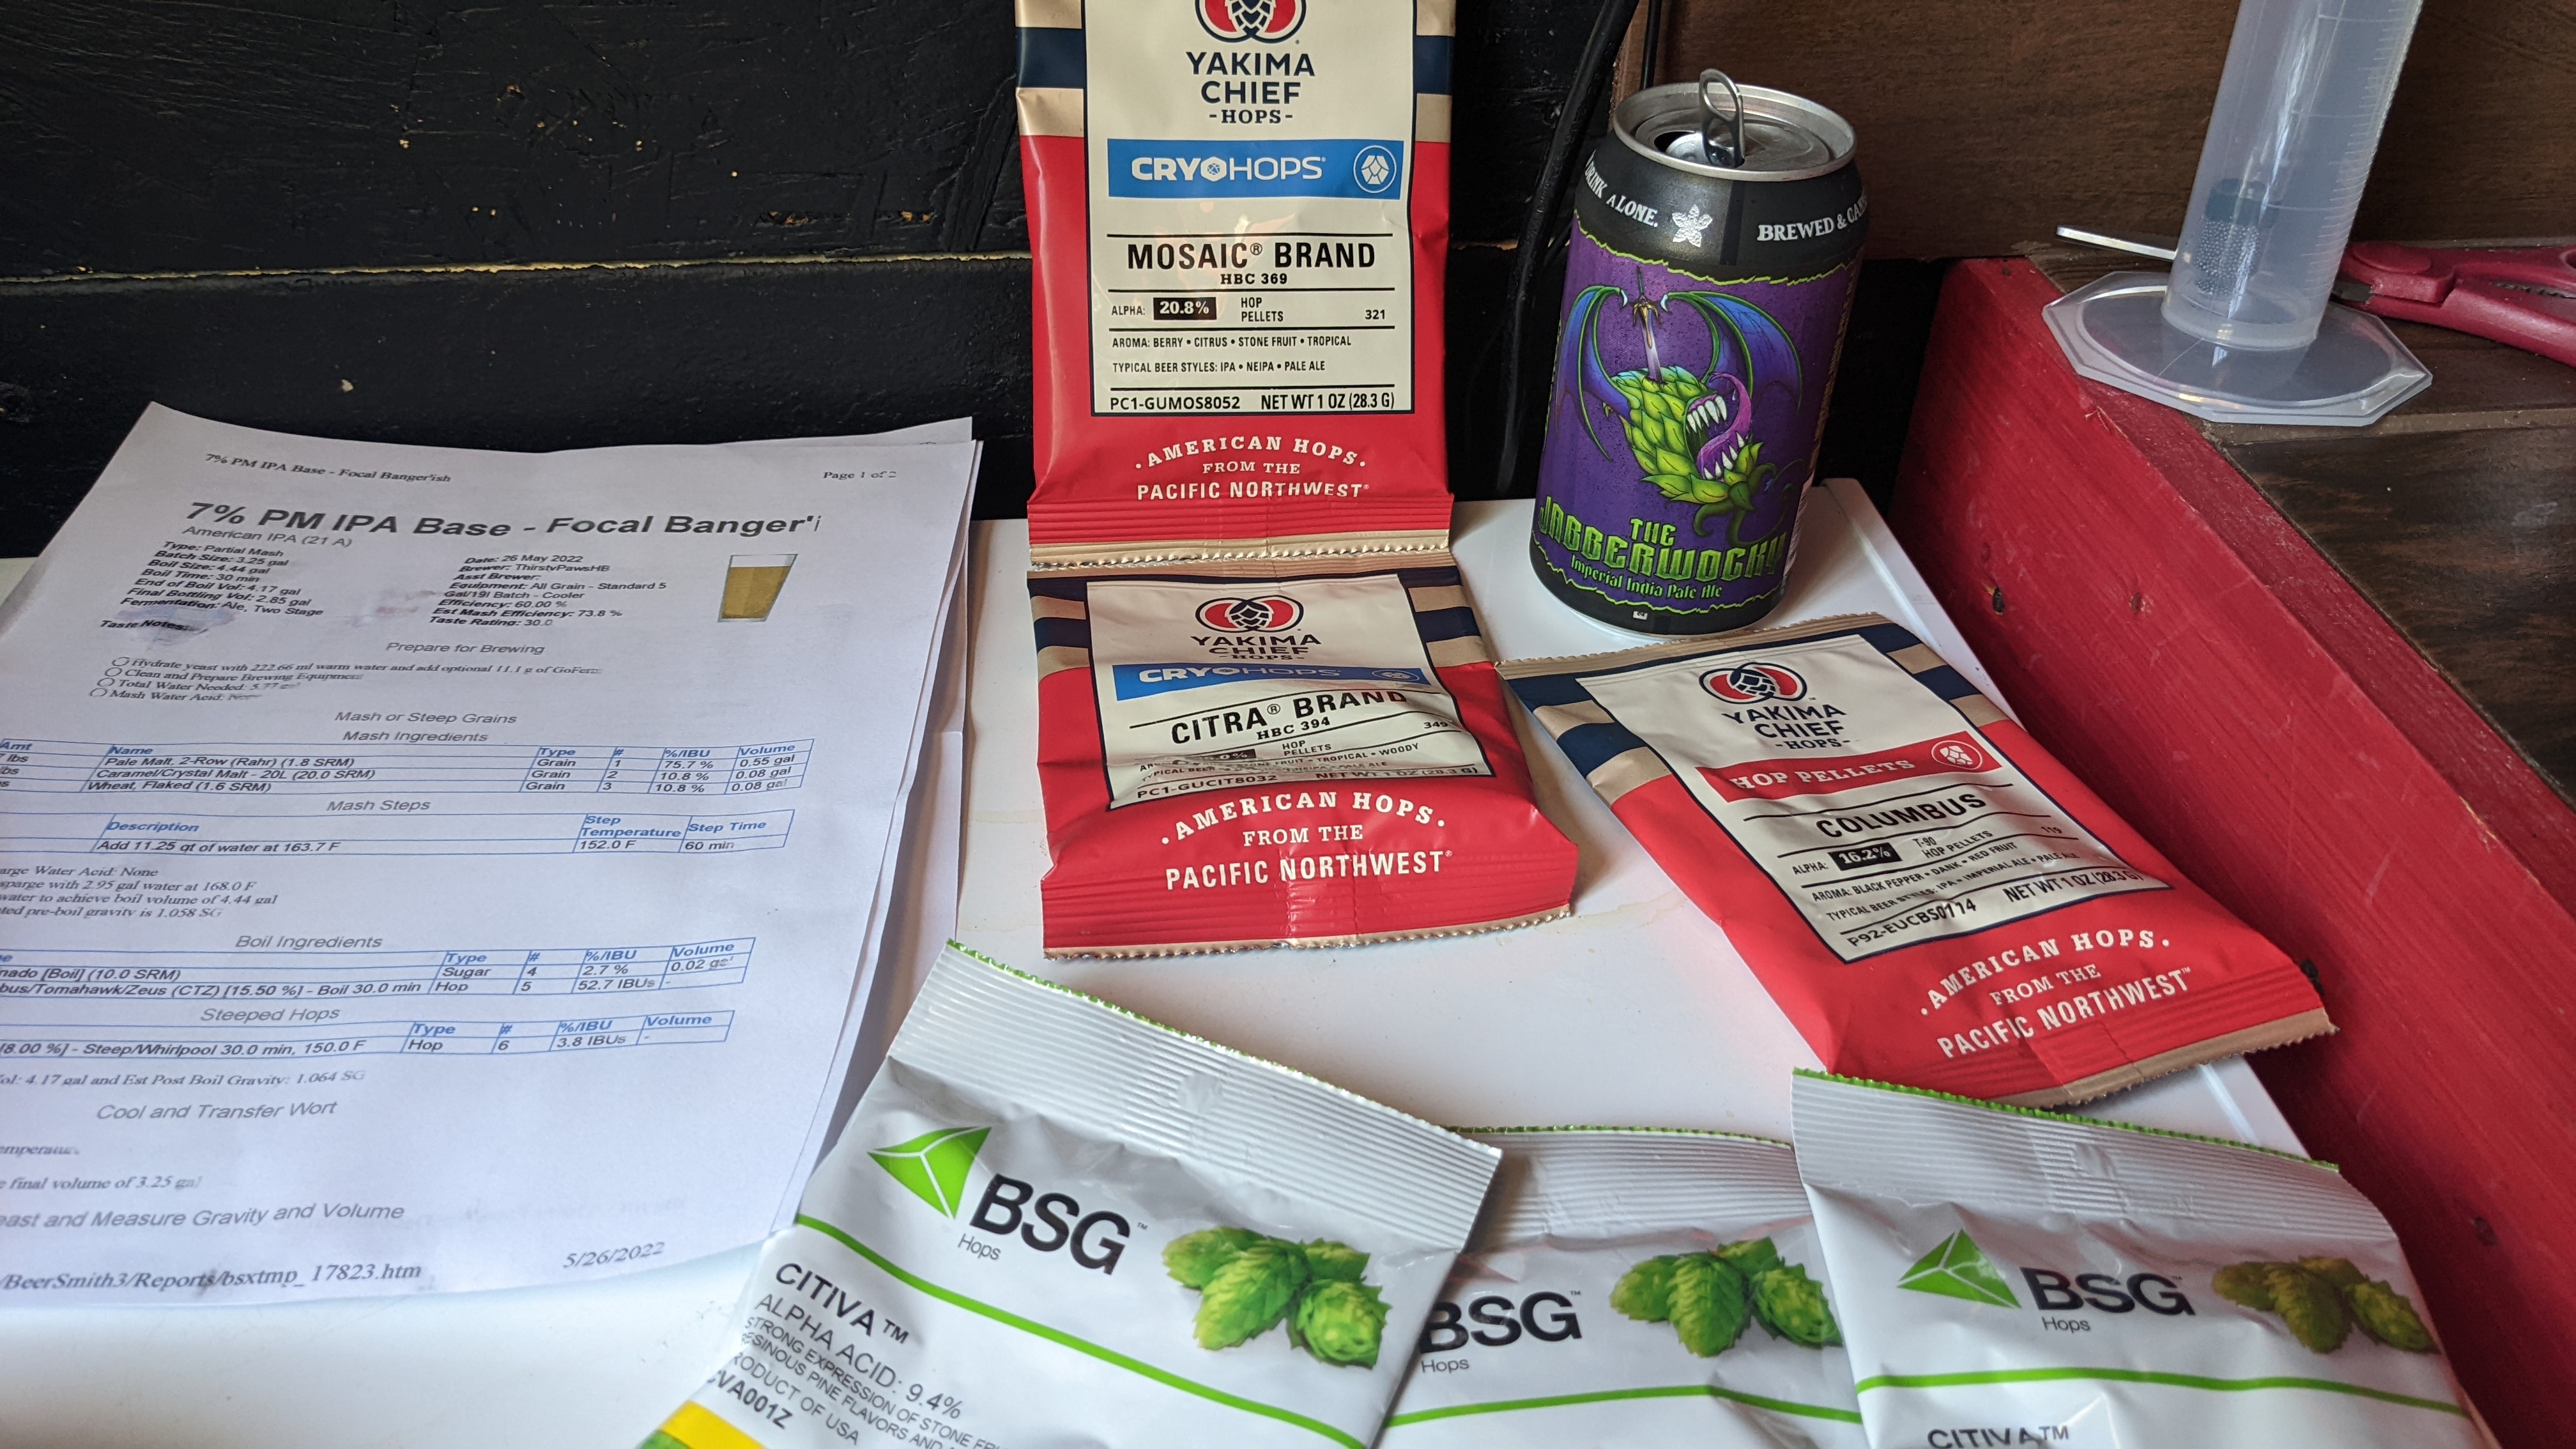 7% PM IPA Base - Focal Banger'ish
Page 1 of 2
7% PM IPA Base - Focal Banger'i
American IPA (21 A)
Type: Partial Mash
Batch Size: 3.25 gal
Boil Size: 4.44 gal
Boil Time: 30 min
End of Boil Vol: 4.17 gal
Final Bottling Vol: 2.85 gal
Fermentation: Ale, Two Stage
Taste Notes:
Date: 26 May 2022
Brewer: ThirstyPawsHB
Asst Brewer:
Equipment: All Grain - Standard 5
Gal/19l Batch - Cooler
Efficiency: 60.00 %
Est Mash Efficiency: 73.8 %
Taste Rating: 30.0
Prepare for Brewing
Hydrate yeast with 222.66 ml warm water and add optional 11.1 g of GoFerm
Clean and Prepare Brewing Equipment
Total Water Needed: 5.77 gal
Mash Water Acid: None
Mash or Steep Grains
Mash Ingredients
Amt Name Type # %/IBU Volume
lbs Pale Malt, 2-Row (Rahr) (1.8 SRM) Grain 1 75.7 % 0.55 gal
Caramel/Crystal Malt - 20L (20.0 SRM) Grain 2 10.8 % 0.08 gal
Wheat, Flaked (1.6 SRM) Grain 3 10.8 % 0.08 gal
Mash Steps
Description Step Temperature Step Time
Add 11.25 qt of water at 163.7 F 152.0 F 60 min
Water Acid: None
sparge with 2.95 gal water at 168.0 F
water to achieve boil volume of 4.44 gal
pre-boil gravity is 1.058 SG
Boil Ingredients
Type # %/IBU Volume
nado [Boil] (10.0 SRM) Sugar 4 2.7 % 0.02 gal
bus/Tomahawk/Zeus (CTZ) [15.50 %] - Boil 30.0 min Hop 5 52.7 IBUs -
Steeped Hops
Type # %/IBU Volume
[8.00 %] - Steep/Whirlpool 30.0 min, 150.0 F Hop 6 3.8 IBUs -
ol: 4.17 gal and Est Post Boil Gravity: 1.064 SG
Cool and Transfer Wort
final volume of 3.25 gal
east and Measure Gravity and Volume
/BeerSmith3/Reports/bsxtmp_17823.htm
5/26/2022
YAKIMA
CHIEF
-HOPS-
CRYOHOPS®
MOSAIC® BRAND
HBC 369
ALPHA: 20.8% HOP PELLETS 321
AROMA: BERRY • CITRUS • STONE FRUIT • TROPICAL
TYPICAL BEER STYLES: IPA • NEIPA • PALE ALE
PC1-GUMOS8052 NET WT 1 OZ (28.3 G)
• AMERICAN HOPS •
FROM THE
PACIFIC NORTHWEST®
DRINK ALONE. BREWED &
THE
JABBERWOCKY
Imperial India Pale Ale
YAKIMA
CHIEF
-HOPS-
CRYOHOPS®
CITRA® BRAND
HBC 394
HOP PELLETS
TROPICAL • WOODY
PC1-GUCIT8032 NET WT 1 OZ (28.3 G)
• AMERICAN HOPS •
FROM THE
PACIFIC NORTHWEST®
YAKIMA
CHIEF
-HOPS-
HOP PELLETS
COLUMBUS
ALPHA: 16.2% T-90 HOP PELLETS
AROMA: BLACK PEPPER • DANK • RED FRUIT
TYPICAL BEER STYLES: IPA • IMPERIAL ALE • PALE ALE
P92-EUCBS0114 NET WT 1 OZ (28.3 G)
• AMERICAN HOPS •
FROM THE
PACIFIC NORTHWEST™
BSG™
Hops
CITIVA™
ALPHA ACID: 9.4%
STRONG EXPRESSION OF STONE
RESINOUS PINE FLAVORS AND
PRODUCT OF USA
VA001Z
BSG™
Hops
BSG™
Hops
CITIVA™